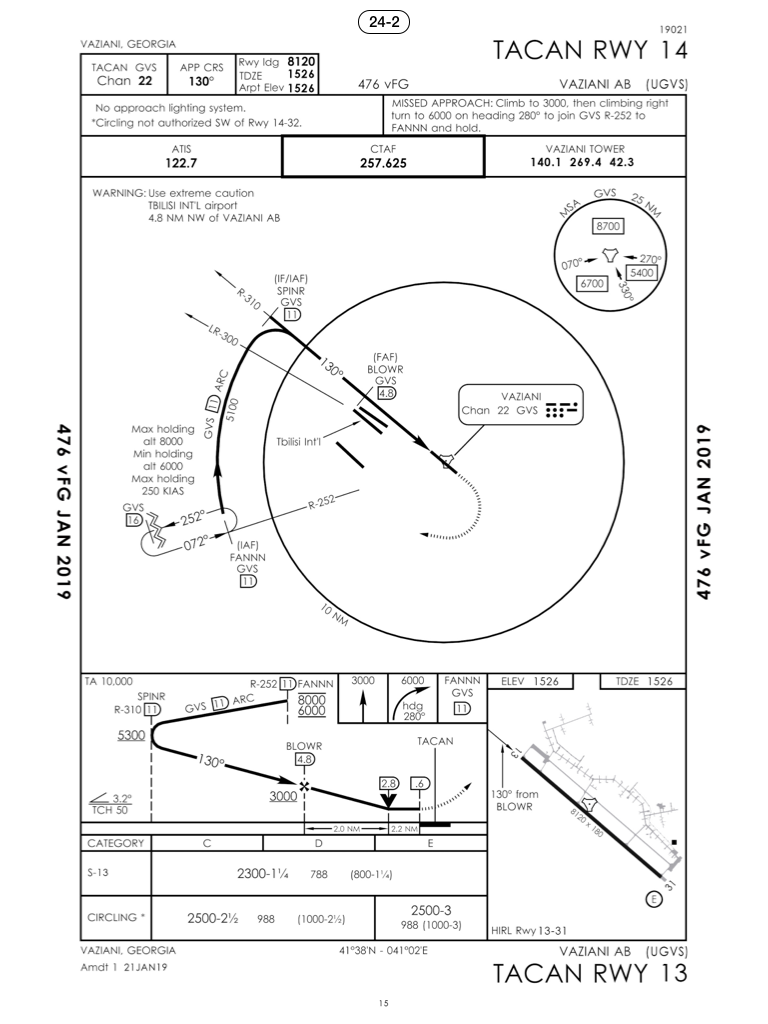 24-2
19021
VAZIANI, GEORGIA
TACAN RWY 14
TACAN GVS
Chan 22
APP CRS
130°
Rwy ldg 8120
TDZE 1526
Arpt Elev 1526
476 vFG
VAZIANI AB (UGVS)
No approach lighting system.
*Circling not authorized SW of Rwy 14-32.
MISSED APPROACH: Climb to 3000, then climbing right
turn to 6000 on heading 280° to join GVS R-252 to
FANNN and hold.
ATIS
122.7
CTAF
257.625
VAZIANI TOWER
140.1 269.4 42.3
WARNING: Use extreme caution
TBILISI INT'L airport
4.8 NM NW of VAZIANI AB
MSA GVS 25 NM
8700
070°
270°
5400
6700
330°
(IF/IAF)
SPINR
GVS
11
R-310
LR-300
130°
(FAF)
BLOWR
GVS
4.8
VAZIANI
Chan 22 GVS
GVS 11 ARC
5100
Tbilisi Int'l
Max holding
alt 8000
Min holding
alt 6000
Max holding
250 KIAS
GVS
16
252°
072°
R-252
(IAF)
FANNN
GVS
11
10 NM
476 vFG JAN 2019
476 vFG JAN 2019
TA 10,000
SPINR
R-310 11
GVS 11 ARC
R-252 11 FANNN
8000
6000
3000
6000
hdg
280°
FANNN
GVS
11
5300
130°
BLOWR
4.8
3000
TACAN
2.8
.6
3.2°
TCH 50
2.0 NM
2.2 NM
ELEV 1526
TDZE 1526
13
130° from
BLOWR
8120 x 180
31
E
HIRL Rwy 13-31
CATEGORY C D E
S-13 2300-1¼ 788 (800-1¼)
CIRCLING * 2500-2½ 988 (1000-2½)
2500-3
988 (1000-3)
VAZIANI, GEORGIA
41°38'N - 041°02'E
VAZIANI AB (UGVS)
Amdt 1 21JAN19
TACAN RWY 13
15